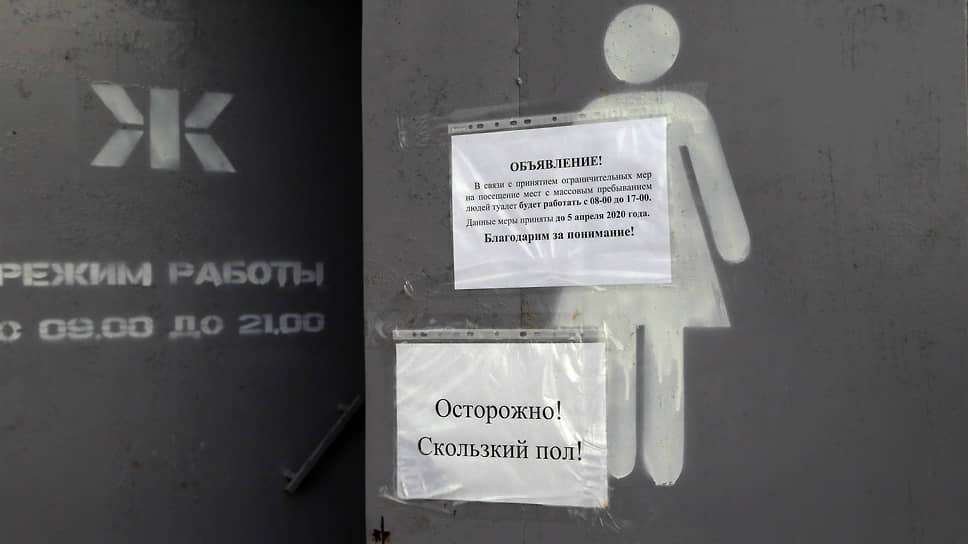 Ж
РЕЖИМ РАБОТЫ
С 09.00 ДО 21.00
ОБЪЯВЛЕНИЕ!
В связи с принятием ограничительных мер
на посещение мест с массовым пребыванием
людей туалет будет работать с 08-00 до 17-00.
Данные меры приняты до 5 апреля 2020 года.
Благодарим за понимание!
Осторожно!
Скользкий пол!